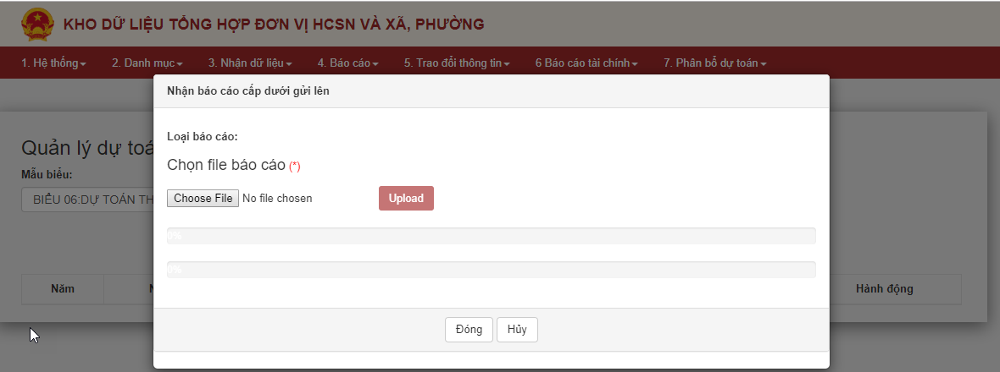 KHO DỮ LIỆU TỔNG HỢP ĐƠN VỊ HCSN VÀ XÃ, PHƯỜNG
1. Hệ thống 2. Danh mục 3. Nhận dữ liệu 4. Báo cáo 5. Trao đổi thông tin 6 Báo cáo tài chính 7. Phân bổ dự toán
Nhận báo cáo cấp dưới gửi lên
Loại báo cáo:
Quản lý dự toá
Chọn file báo cáo (*)
Mẫu biểu:
BIỂU 06:DỰ TOÁN TH
Choose File No file chosen Upload
0%
0%
Năm N Hành động
Đóng Hủy